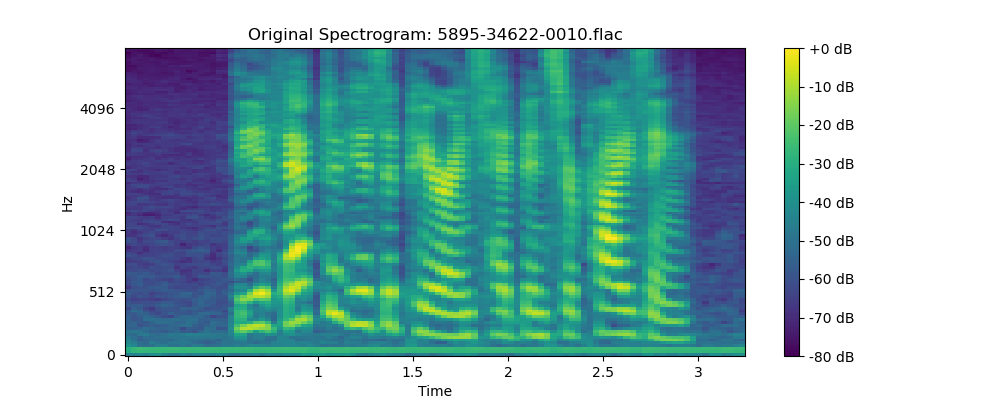 Original Spectrogram: 5895-34622-0010.flac
Hz
4096
2048
1024
512
0
0
0.5
1
1.5
2
2.5
3
Time
+0 dB
-10 dB
-20 dB
-30 dB
-40 dB
-50 dB
-60 dB
-70 dB
-80 dB